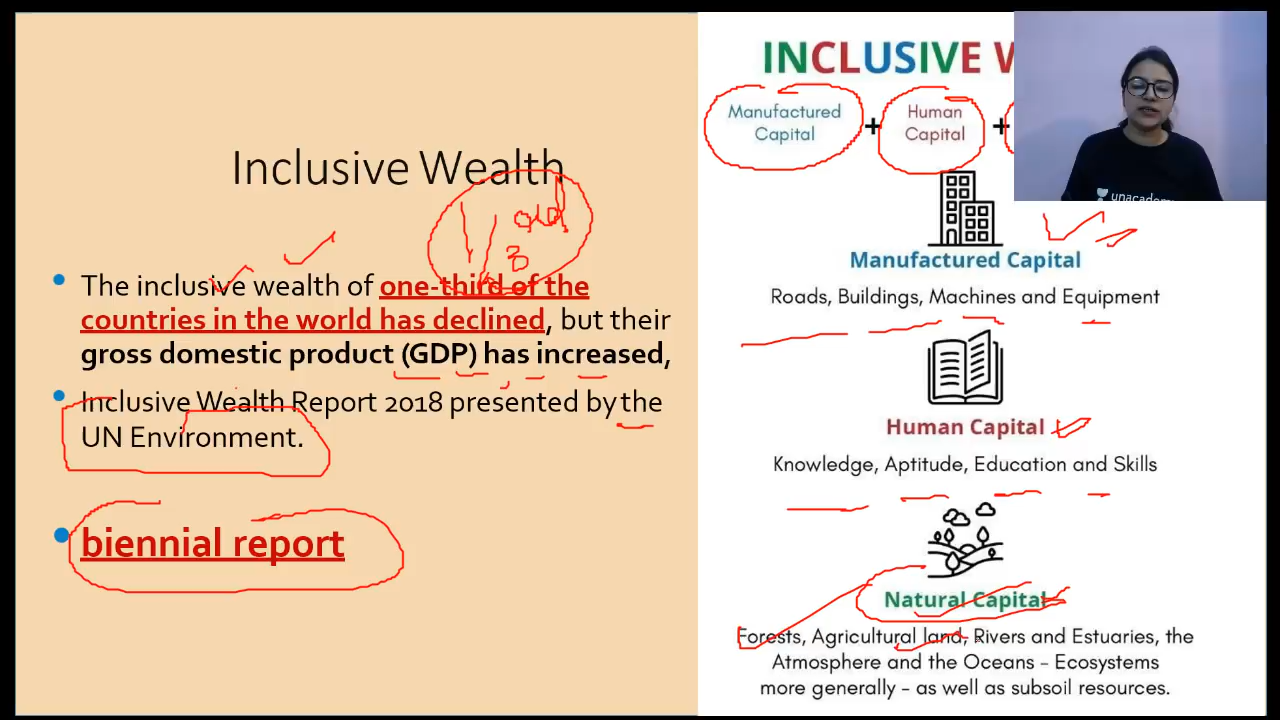 Inclusive Wealth
The inclusive wealth of one-third of the
countries in the world has declined, but their
gross domestic product (GDP) has increased,
Inclusive Wealth Report 2018 presented by the
UN Environment.
biennial report
INCLUSIVE
Manufactured
Capital
+
Human
Capital
+
Manufactured Capital
Roads, Buildings, Machines and Equipment
Human Capital
Knowledge, Aptitude, Education and Skills
Natural Capital
Forests, Agricultural land, Rivers and Estuaries, the
Atmosphere and the Oceans – Ecosystems
more generally – as well as subsoil resources.